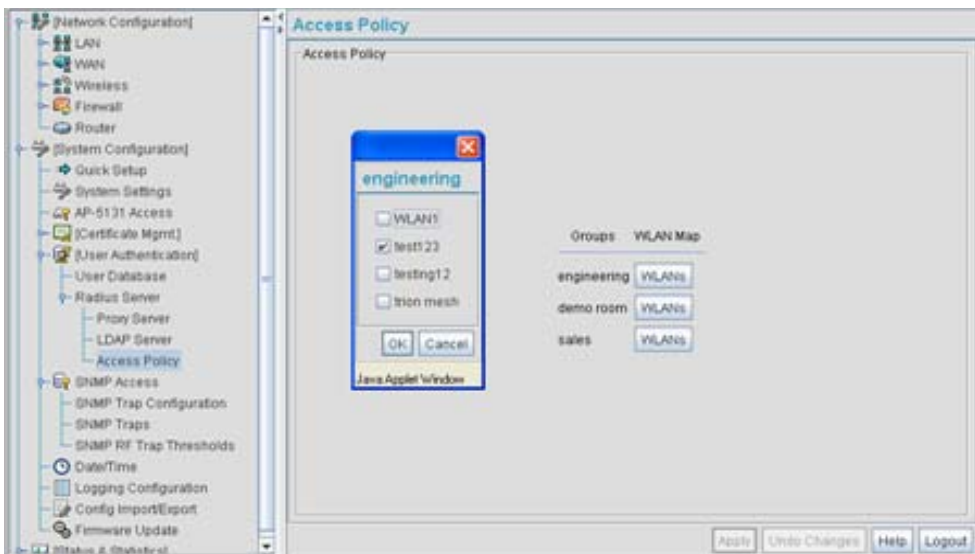 [Network Configuration]
LAN
WAN
Wireless
Firewall
Router
[System Configuration]
Quick Setup
System Settings
AP-5131 Access
[Certificate Mgmt.]
[User Authentication]
User Database
Radius Server
Proxy Server
LDAP Server
Access Policy
SNMP Access
SNMP Trap Configuration
SNMP Traps
SNMP RF Trap Thresholds
Date/Time
Logging Configuration
Config Import/Export
Firmware Update
[Status & Statistics]
Access Policy
Access Policy
engineering
WLAN1
test123
testing12
trion mesh
OK Cancel
Java Applet Window
Groups WLAN Map
engineering WLANs
demo room WLANs
sales WLANs
Apply Undo Changes Help Logout